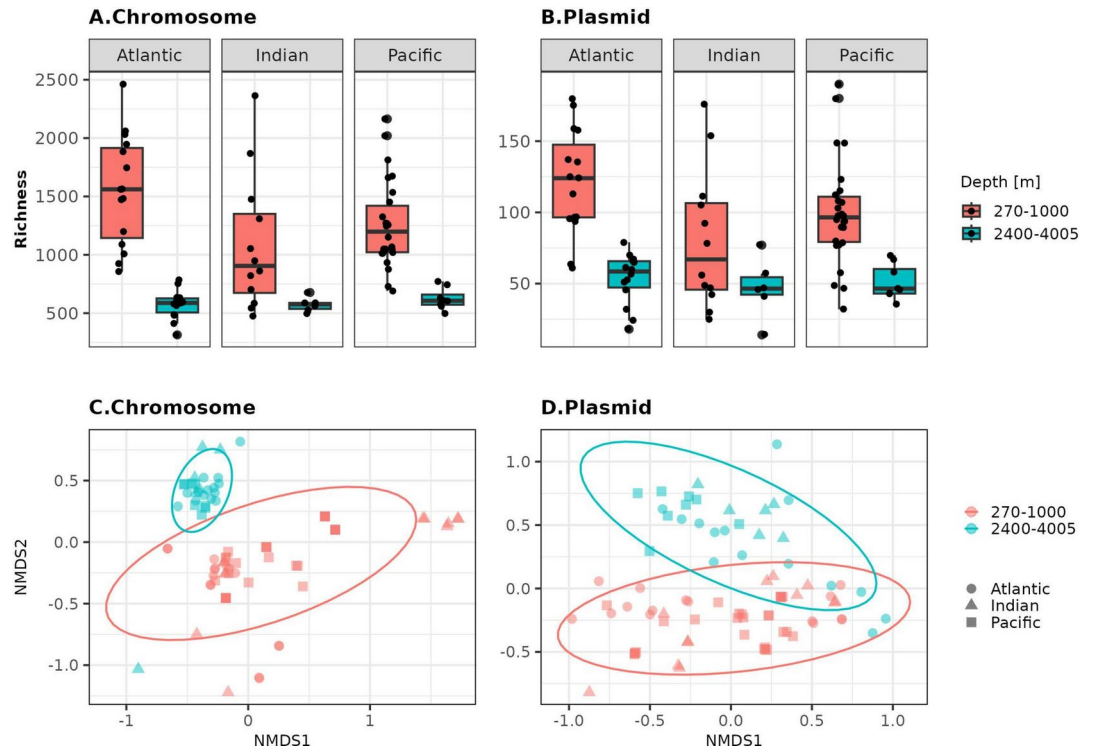 A.Chromosome
B.Plasmid
Atlantic Indian Pacific
Atlantic Indian Pacific
Richness
2500
2000
1500
1000
500
150
100
50
Depth [m]
270-1000
2400-4005
C.Chromosome
D.Plasmid
NMDS2
0.5
0.0
-0.5
-1.0
-1 0 1
NMDS1
1.0
0.5
0.0
-0.5
-1.0 -0.5 0.0 0.5 1.0
NMDS1
270-1000
2400-4005
Atlantic
Indian
Pacific